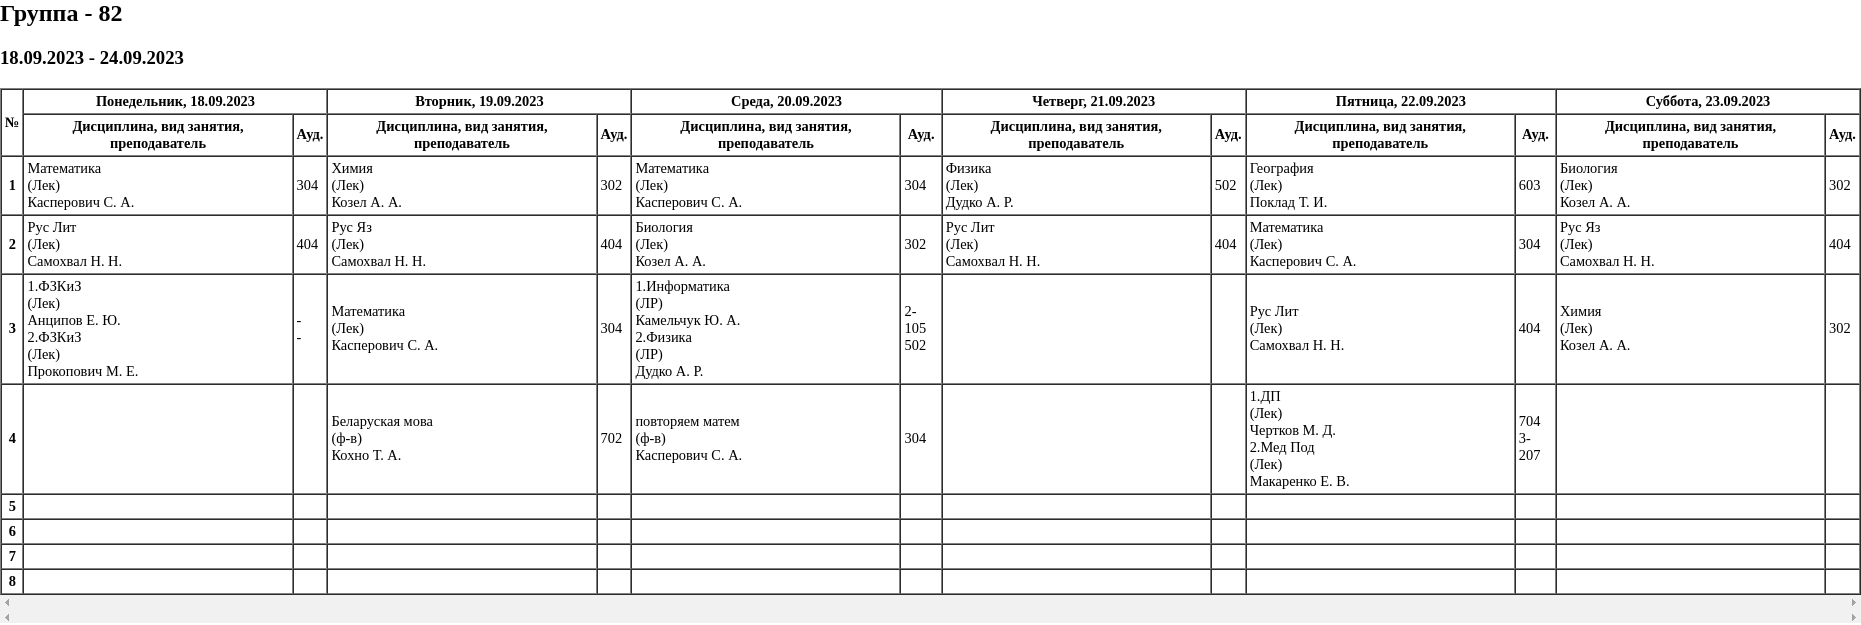 Группа - 82
18.09.2023 - 24.09.2023
№
Понедельник, 18.09.2023
Вторник, 19.09.2023
Среда, 20.09.2023
Четверг, 21.09.2023
Пятница, 22.09.2023
Суббота, 23.09.2023
Дисциплина, вид занятия,
преподаватель
Ауд.
Дисциплина, вид занятия,
преподаватель
Ауд.
Дисциплина, вид занятия,
преподаватель
Ауд.
Дисциплина, вид занятия,
преподаватель
Ауд.
Дисциплина, вид занятия,
преподаватель
Ауд.
Дисциплина, вид занятия,
преподаватель
Ауд.
1
Математика
(Лек)
Касперович С. А.
304
Химия
(Лек)
Козел А. А.
302
Математика
(Лек)
Касперович С. А.
304
Физика
(Лек)
Дудко А. Р.
502
География
(Лек)
Поклад Т. И.
603
Биология
(Лек)
Козел А. А.
302
2
Рус Лит
(Лек)
Самохвал Н. Н.
404
Рус Яз
(Лек)
Самохвал Н. Н.
404
Биология
(Лек)
Козел А. А.
302
Рус Лит
(Лек)
Самохвал Н. Н.
404
Математика
(Лек)
Касперович С. А.
304
Рус Яз
(Лек)
Самохвал Н. Н.
404
3
1.ФЗКиЗ
(Лек)
Анципов Е. Ю.
2.ФЗКиЗ
(Лек)
Прокопович М. Е.
-
-
Математика
(Лек)
Касперович С. А.
304
1.Информатика
(ЛР)
Камельчук Ю. А.
2.Физика
(ЛР)
Дудко А. Р.
2-
105
502
Рус Лит
(Лек)
Самохвал Н. Н.
404
Химия
(Лек)
Козел А. А.
302
4
Беларуская мова
(ф-в)
Кохно Т. А.
702
повторяем матем
(ф-в)
Касперович С. А.
304
1.ДП
(Лек)
Чертков М. Д.
2.Мед Под
(Лек)
Макаренко Е. В.
704
3-
207
5
6
7
8